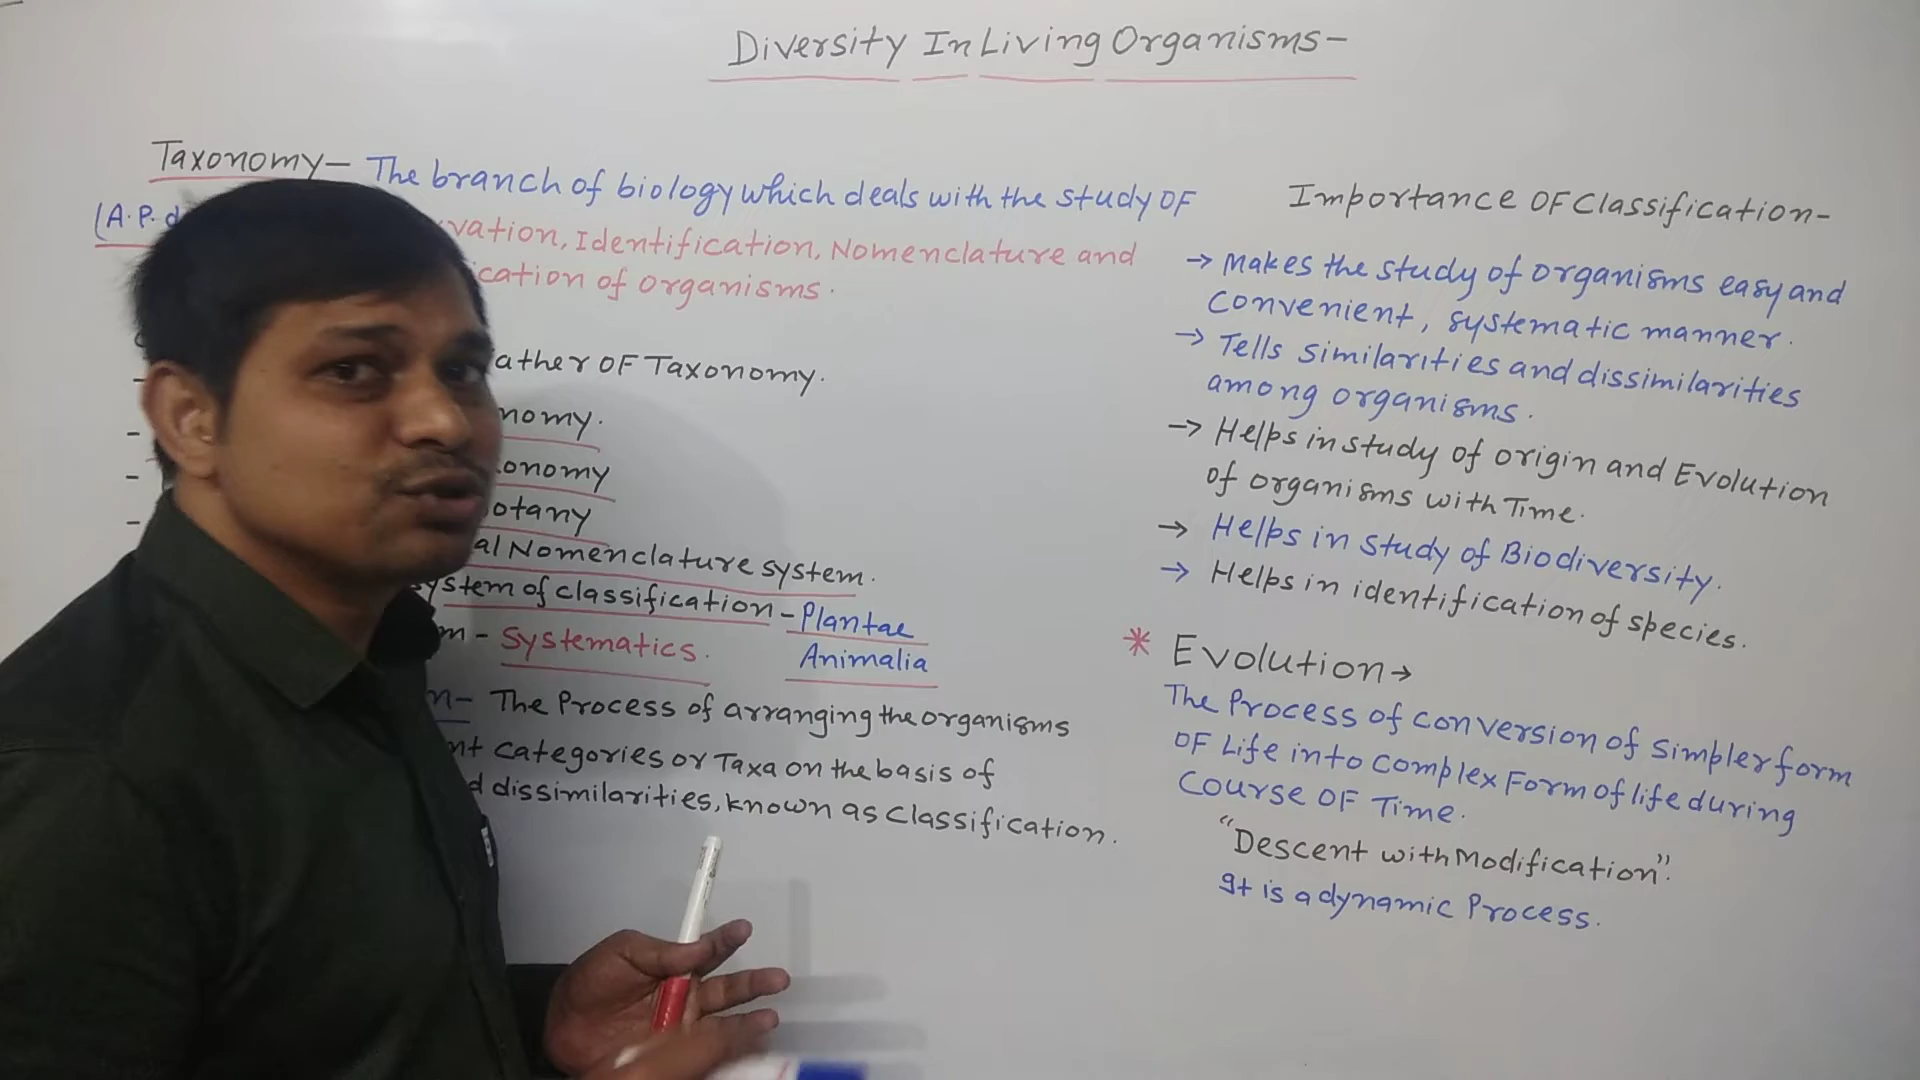 Diversity In Living Organisms-
Taxonomy- The branch of biology which deals with the study OF
(A.P. d
vation, Identification, Nomenclature and
ication of organisms.
ather OF Taxonomy.
nomy.
onomy
otany
al Nomenclature system.
ystem of classification - Plantae
Animalia
m - Systematics.
n- The Process of arranging the organisms
nt categories or Taxa on the basis of
d dissimilarities, known as Classification.
Importance OF Classification-
→ Makes the study of organisms easy and
convenient, systematic manner.
→ Tells similarities and dissimilarities
among organisms.
→ Helps in study of origin and Evolution
of organisms with Time.
→ Helps in study of Biodiversity.
→ Helps in identification of species.
* Evolution→
The Process of conversion of simpler form
OF Life into complex Form of life during
Course OF Time.
"Descent with Modification".
It is a dynamic Process.